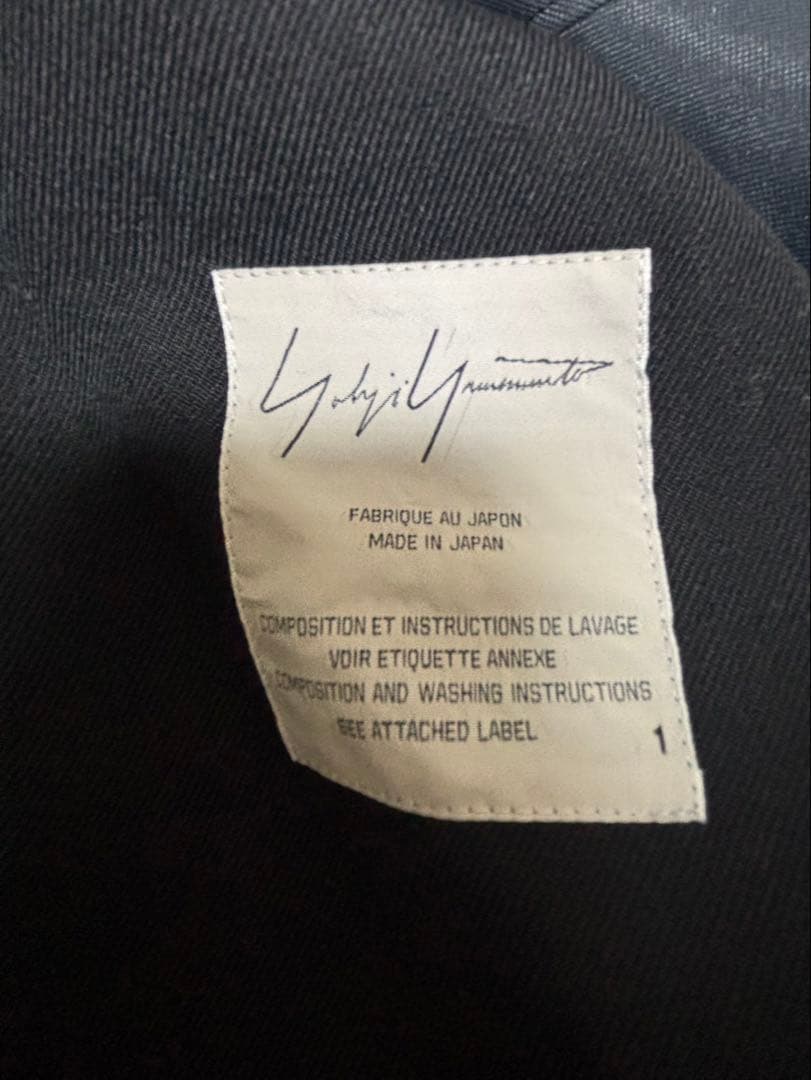 Yohji Yamamoto
FABRIQUE AU JAPON
MADE IN JAPAN
COMPOSITION ET INSTRUCTIONS DE LAVAGE
VOIR ETIQUETTE ANNEXE
COMPOSITION AND WASHING INSTRUCTIONS
SEE ATTACHED LABEL
1